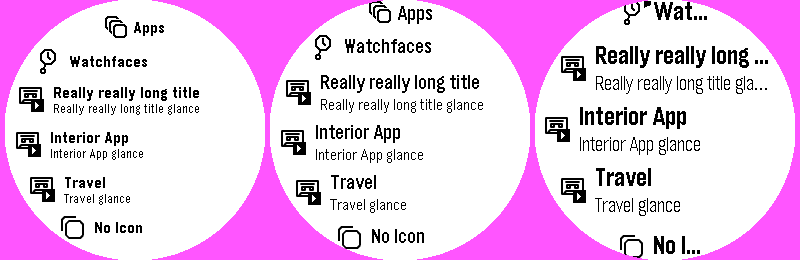 Apps
Watchfaces
Really really long title
Really really long title glance
Interior App
Interior App glance
Travel
Travel glance
No Icon
Apps
Watchfaces
Really really long title
Really really long title glance
Interior App
Interior App glance
Travel
Travel glance
No Icon
Wat...
Really really long ...
Really really long title gla...
Interior App
Interior App glance
Travel
Travel glance
No I...